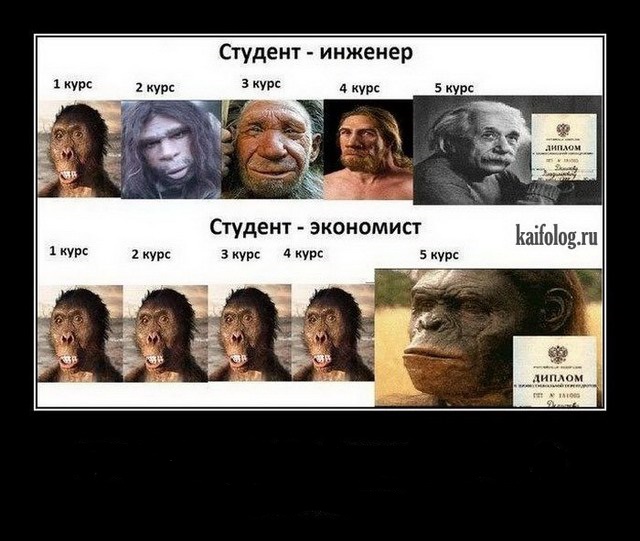 Студент - инженер
1 курс 2 курс 3 курс 4 курс 5 курс
ДИПЛОМ
Студент - экономист
kaifolog.ru
1 курс 2 курс 3 курс 4 курс 5 курс
ДИПЛОМ